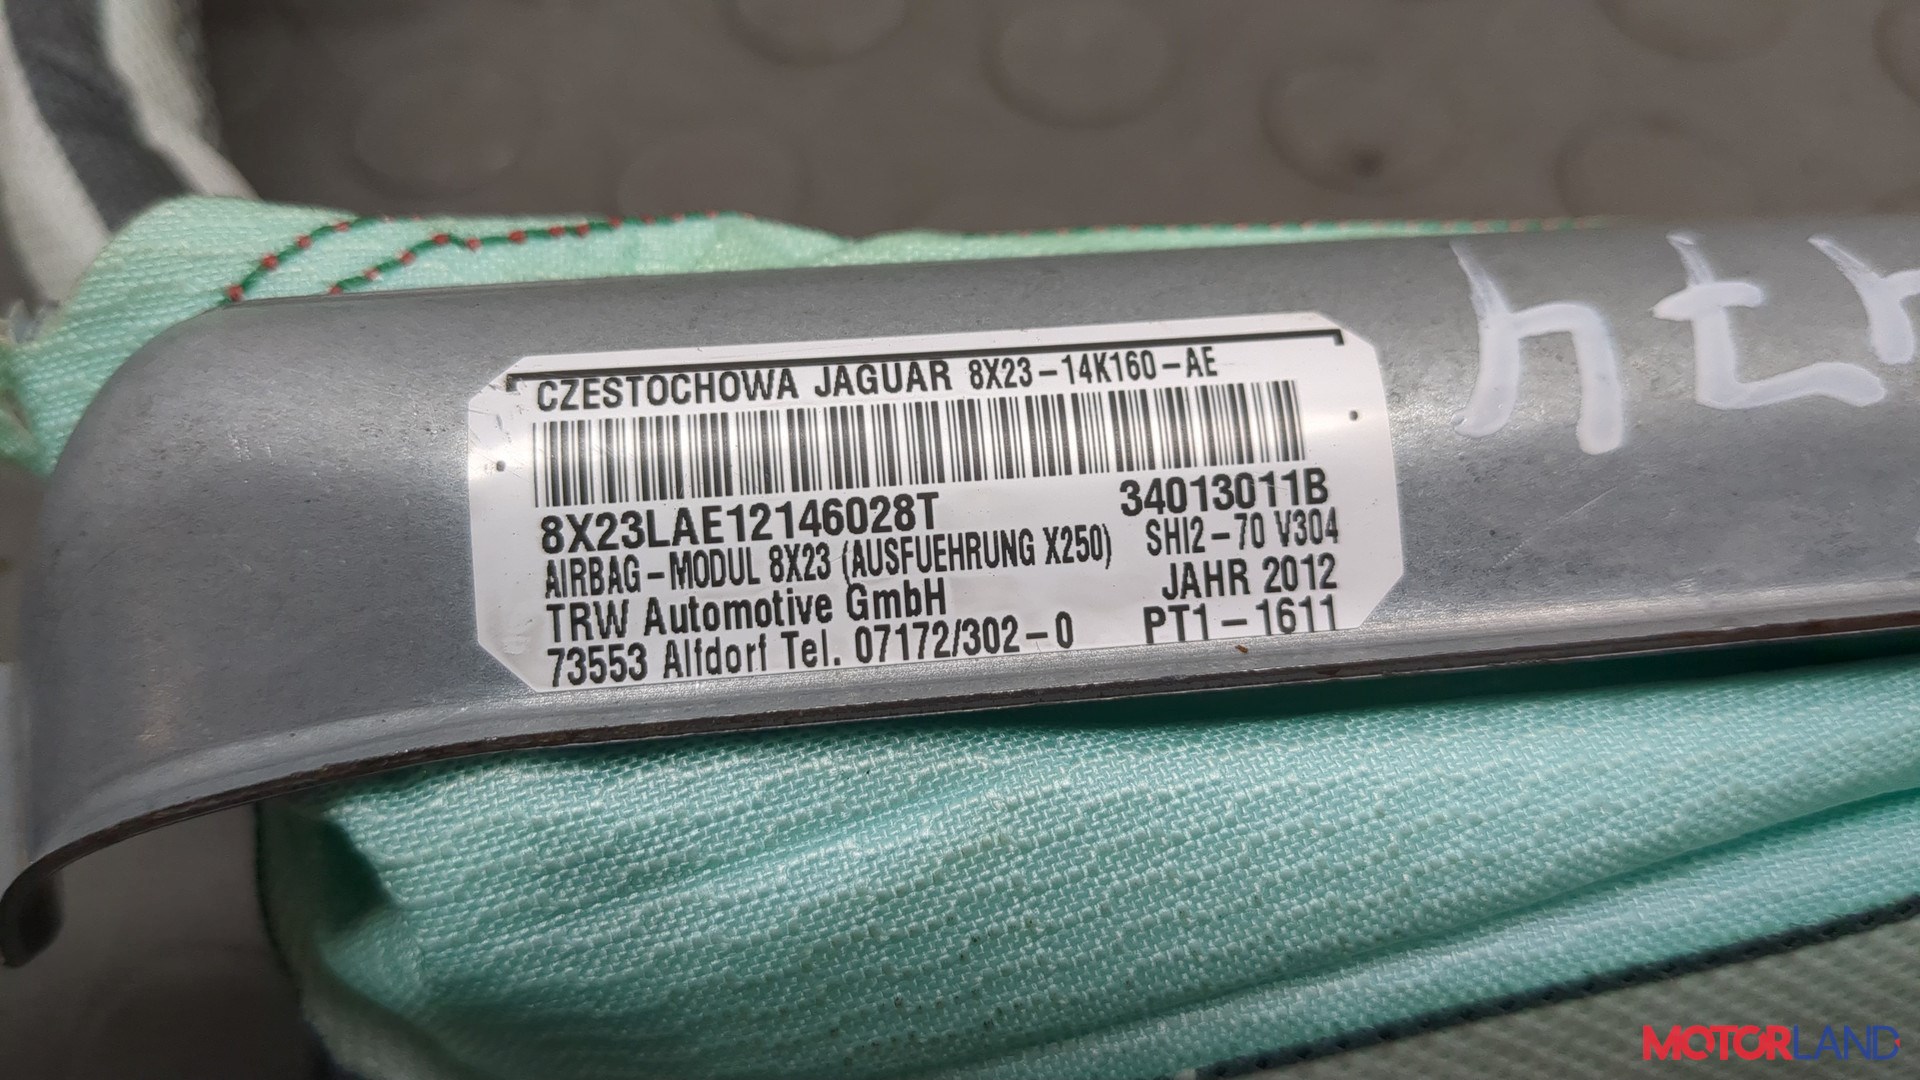 CZESTOCHOWA JAGUAR 8X23-14K160-AE
8X23LAE12146028T 34013011B
AIRBAG-MODUL 8X23 (AUSFUEHRUNG X250) SHI2-70 V304
TRW Automotive GmbH JAHR 2012
73553 Alfdorf Tel. 07172/302-0 PT1-1611
MOTORLAND